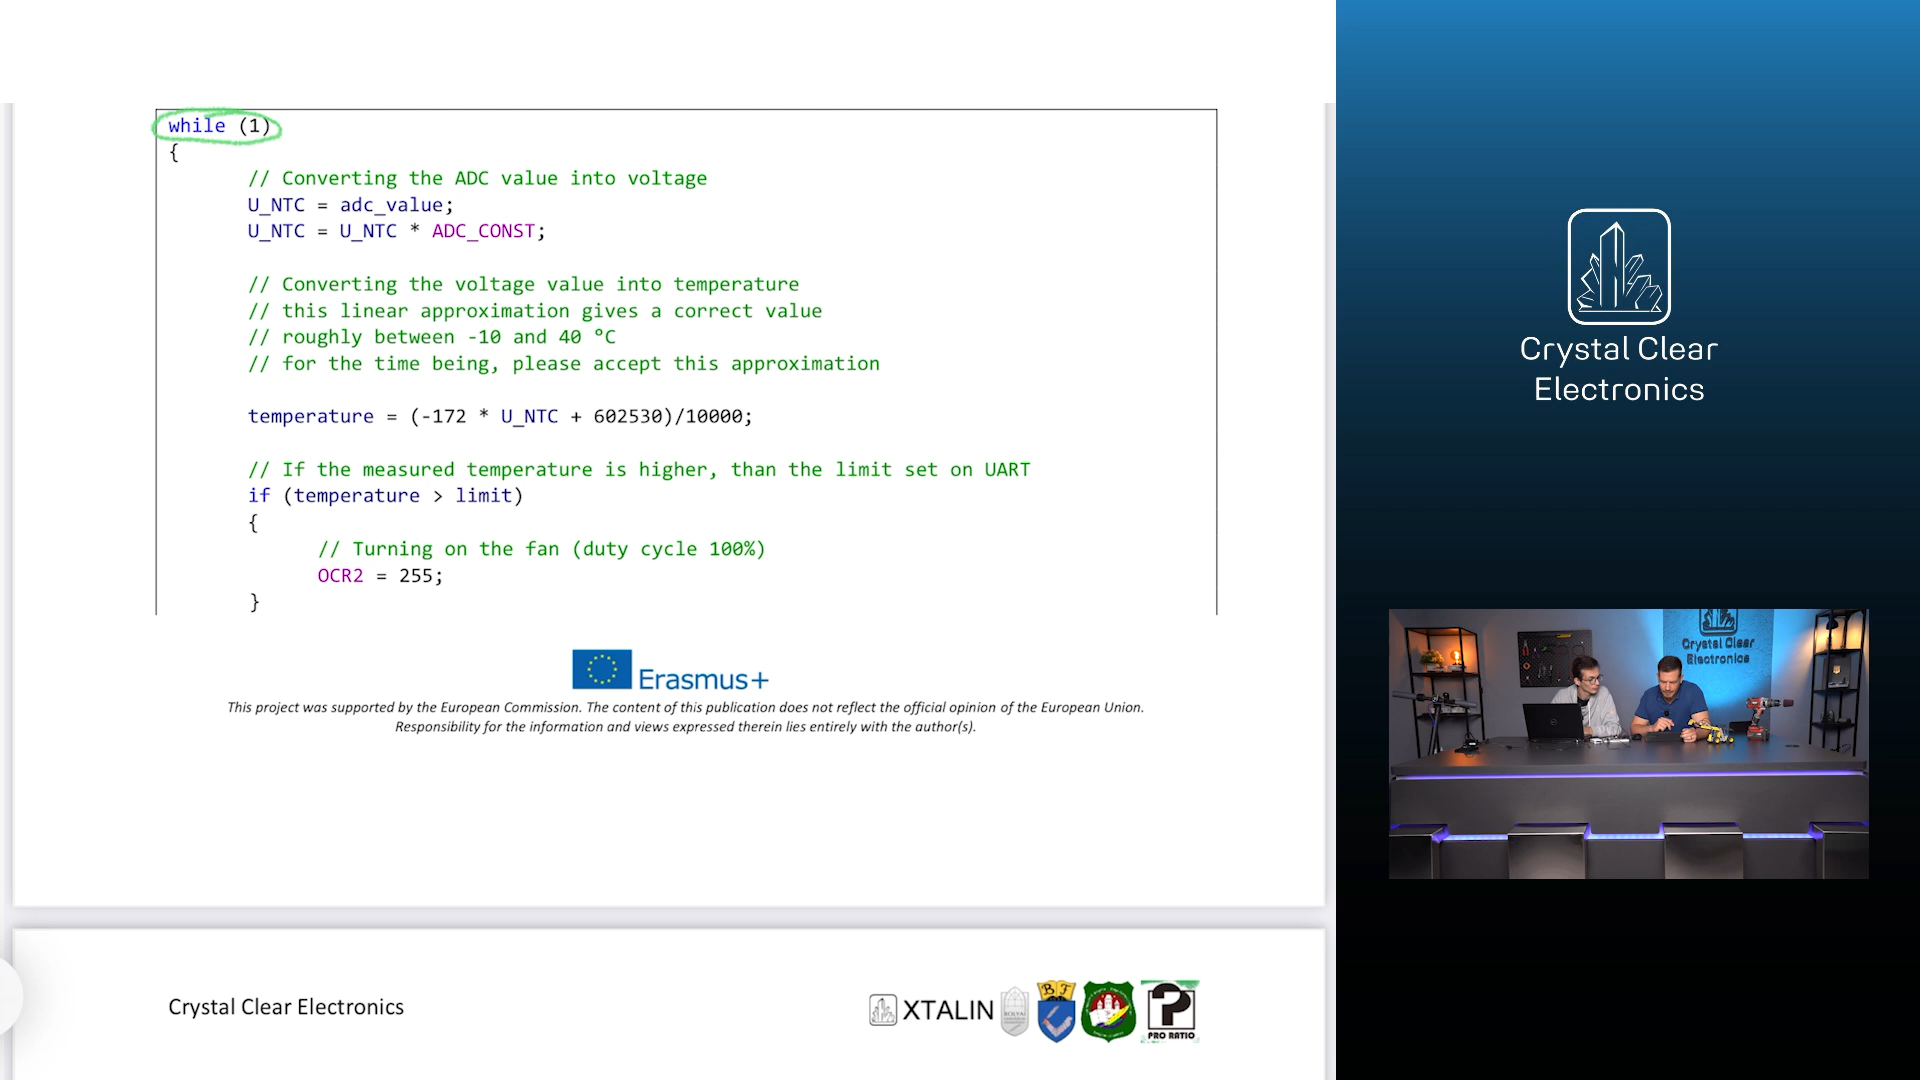 while (1)
{
// Converting the ADC value into voltage
U_NTC = adc_value;
U_NTC = U_NTC * ADC_CONST;
// Converting the voltage value into temperature
// this linear approximation gives a correct value
// roughly between -10 and 40 °C
// for the time being, please accept this approximation
temperature = (-172 * U_NTC + 602530)/10000;
// If the measured temperature is higher, than the limit set on UART
if (temperature > limit)
{
// Turning on the fan (duty cycle 100%)
OCR2 = 255;
}
Erasmus+
This project was supported by the European Commission. The content of this publication does not reflect the official opinion of the European Union.
Responsibility for the information and views expressed therein lies entirely with the author(s).
Crystal Clear Electronics
XTALIN
BOLYAI
B F
PRO RATIO
Crystal Clear
Electronics
Crystal Clear
Electronics